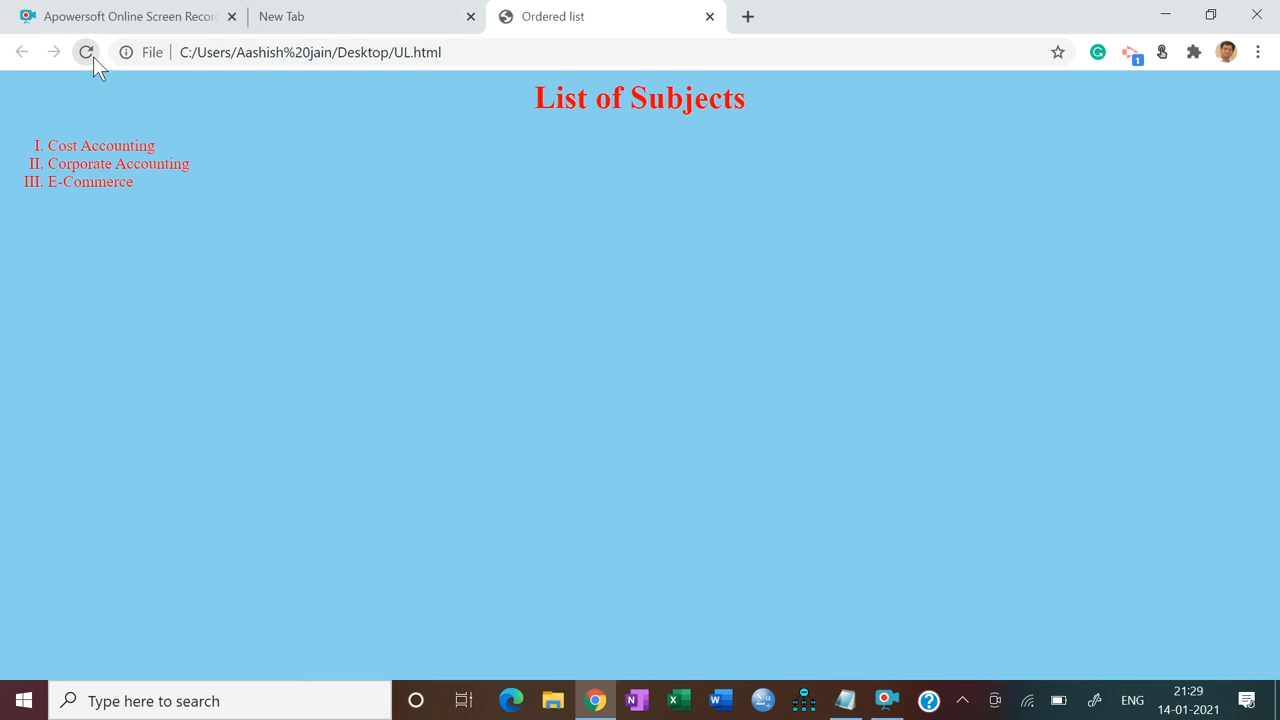 Apowersoft Online Screen Recor
New Tab
Ordered list
File
C:/Users/Aashish%20jain/Desktop/UL.html
1
List of Subjects
I. Cost Accounting
II. Corporate Accounting
III. E-Commerce
Type here to search
ENG
21:29
14-01-2021